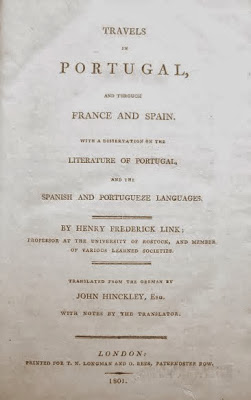 TRAVELS
IN
PORTUGAL,
AND THROUGH
FRANCE AND SPAIN.
WITH A DISSERTATION ON THE
LITERATURE OF PORTUGAL,
AND THE
SPANISH AND PORTUGUEZE LANGUAGES.
BY HENRY FREDERICK LINK;
PROFESSOR AT THE UNIVERSITY OF ROSTOCK, AND MEMBER
OF VARIOUS LEARNED SOCIETIES.
TRANSLATED FROM THE GERMAN BY
JOHN HINCKLEY, Esq.
WITH NOTES BY THE TRANSLATOR.
LONDON:
PRINTED FOR T. N. LONGMAN AND O. REES, PATERNOSTER ROW.
1801.